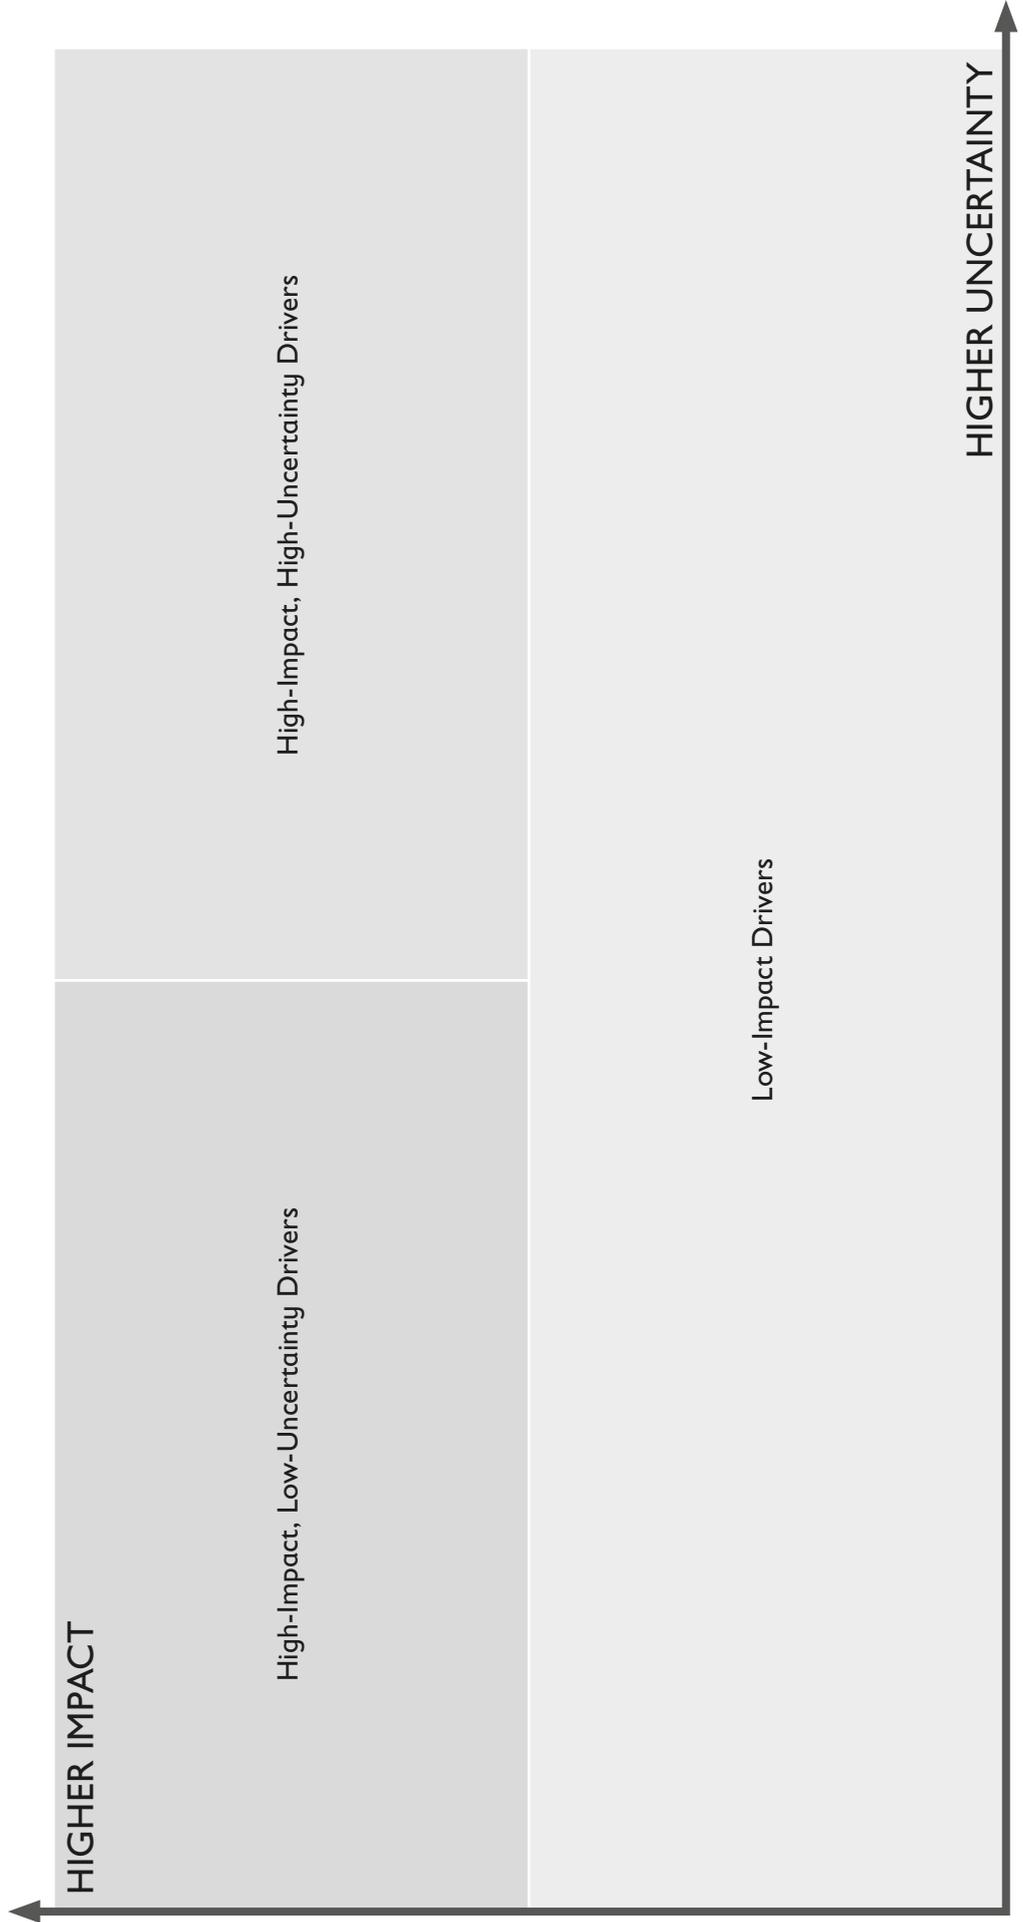 HIGHER IMPACT
High-Impact, Low-Uncertainty Drivers
High-Impact, High-Uncertainty Drivers
Low-Impact Drivers
HIGHER UNCERTAINTY